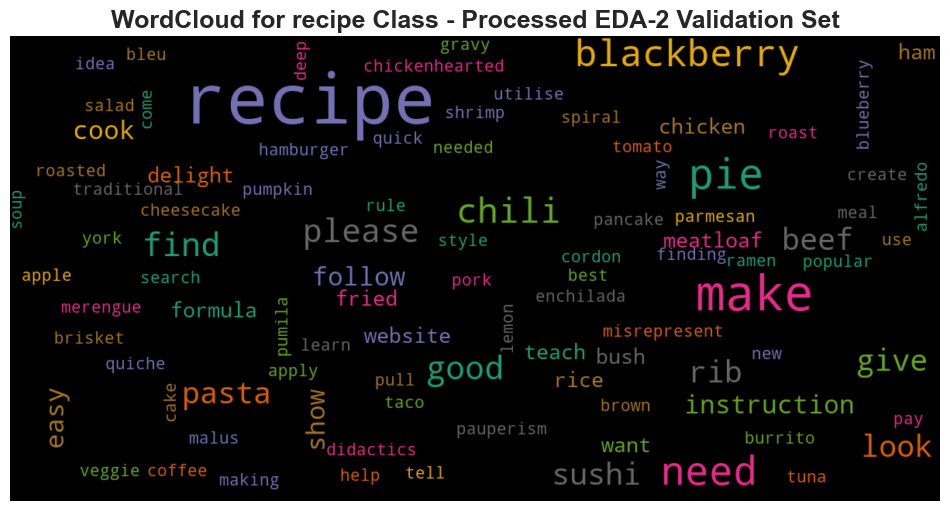 WordCloud for recipe Class - Processed EDA-2 Validation Set
idea
bleu
deep
gravy
chickenhearted
blackberry
ham
recipe
utilise
salad
come
shrimp
spiral
blueberry
cook
quick
chicken
roast
hamburger
needed
tomato
roasted
delight
way
pie
create
traditional
pumpkin
soup
cheesecake
rule
chili
pancake
parmesan
meal
alfredo
york
find
please
style
meatloaf
beef
use
cordon
finding
ramen
popular
apple
search
follow
pork
best
make
merengue
formula
fried
enchilada
brisket
pumila
learn
website
lemon
misrepresent
quiche
apply
good
teach
bush
new
give
pasta
cake
pull
rice
rib
easy
show
taco
brown
instruction
pay
malus
didactics
pauperism
want
burrito
look
veggie
coffee
making
help
tell
sushi
need
tuna